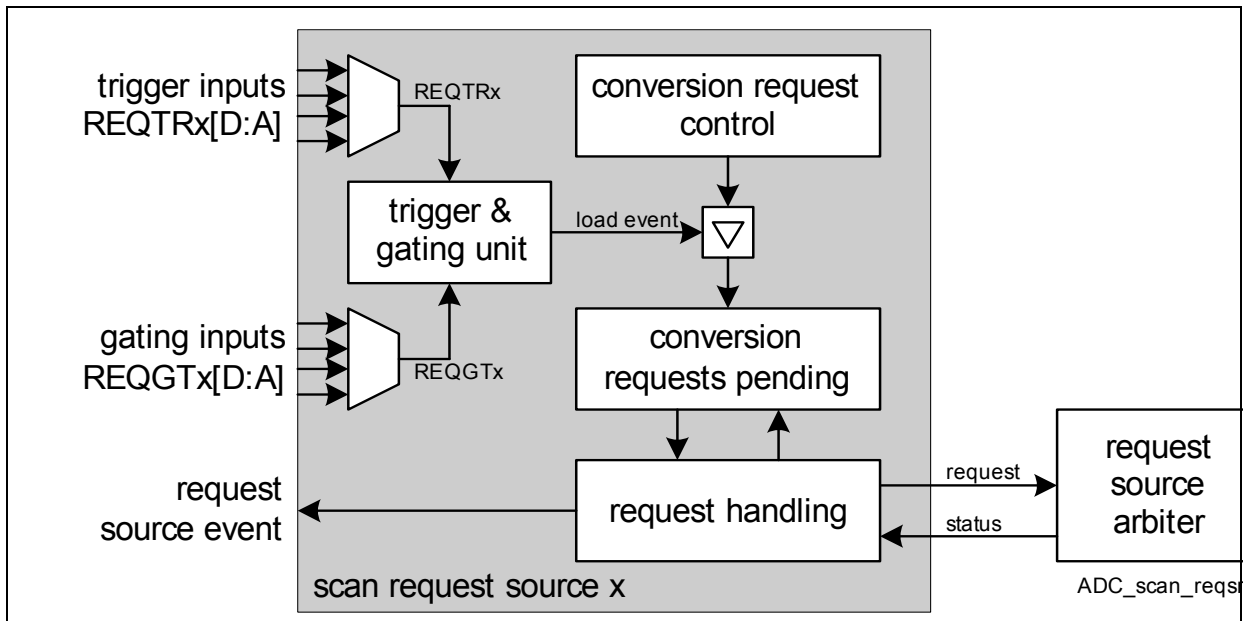 trigger inputs
REQTRx[D:A]
REQTRx
conversion request
control
trigger &
gating unit
load event
gating inputs
REQGTx[D:A]
REQGTx
conversion
requests pending
request
source event
request handling
request
status
request
source
arbiter
scan request source x
ADC_scan_reqsr